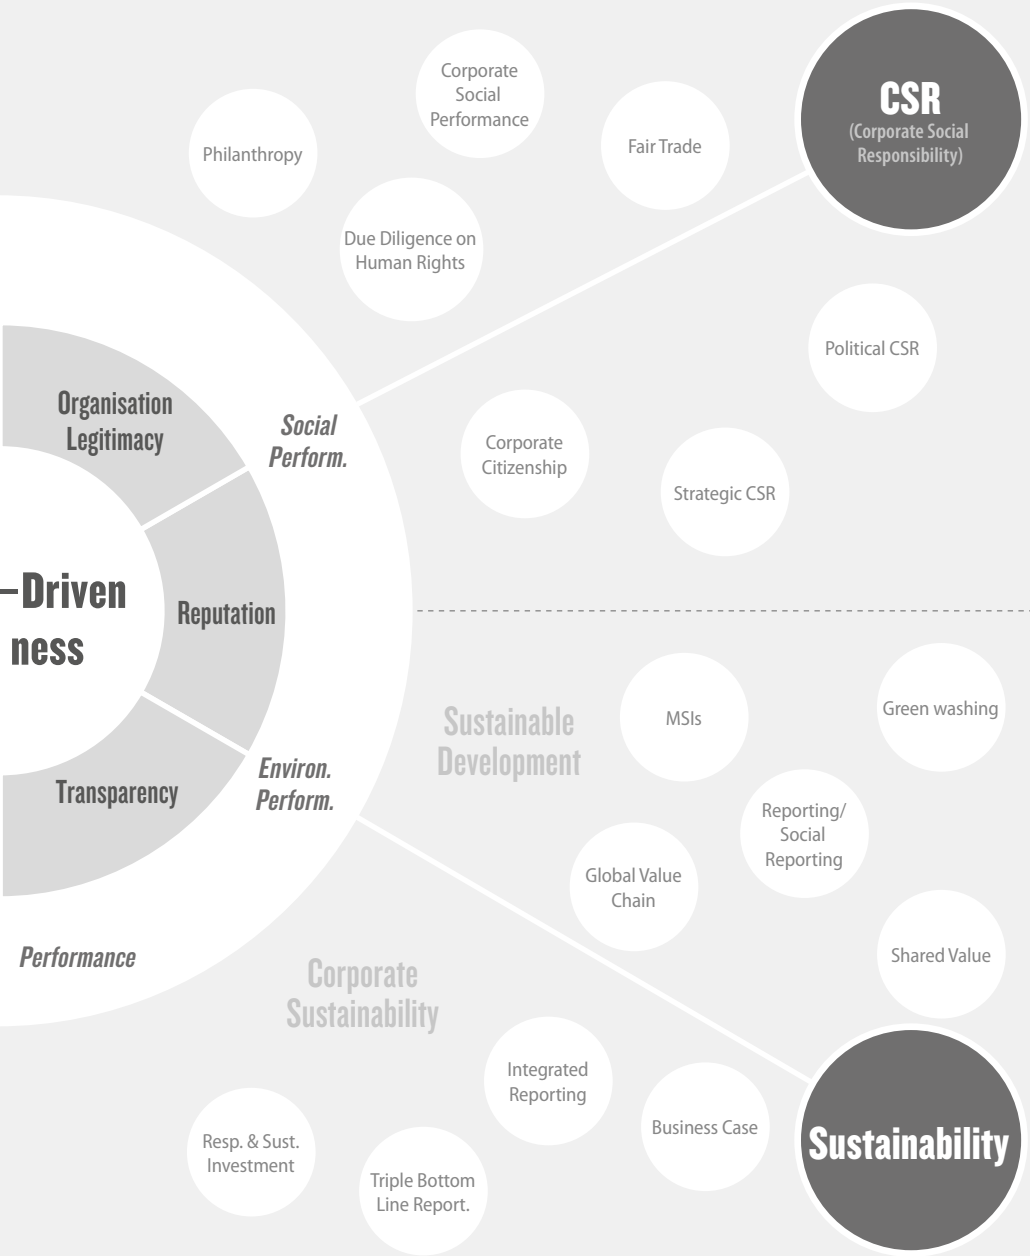 Corporate
Social
Performance
Philanthropy
Fair Trade
CSR
(Corporate Social
Responsibility)
Due Diligence on
Human Rights
Political CSR
Organisation
Legitimacy
Social
Perform.
Corporate
Citizenship
Strategic CSR
–Driven
ness
Reputation
Sustainable
Development
MSIs
Green washing
Environ.
Perform.
Transparency
Reporting/
Social
Reporting
Global Value
Chain
Performance
Corporate
Sustainability
Shared Value
Integrated
Reporting
Business Case
Sustainability
Resp. & Sust.
Investment
Triple Bottom
Line Report.